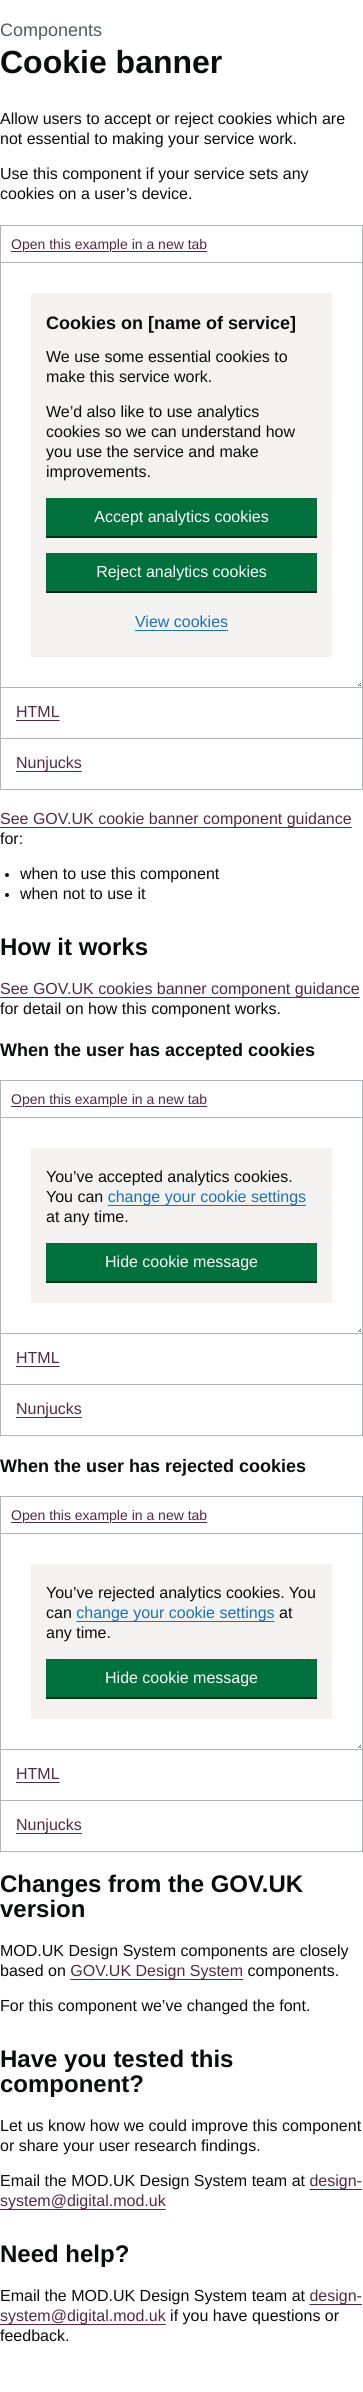 Components
Cookie banner
Allow users to accept or reject cookies which are
not essential to making your service work.
Use this component if your service sets any
cookies on a user’s device.
Open this example in a new tab
Cookies on [name of service]
We use some essential cookies to
make this service work.
We’d also like to use analytics
cookies so we can understand how
you use the service and make
improvements.
Accept analytics cookies
Reject analytics cookies
View cookies
HTML
Nunjucks
See GOV.UK cookie banner component guidance
for:
• when to use this component
• when not to use it
How it works
See GOV.UK cookies banner component guidance
for detail on how this component works.
When the user has accepted cookies
Open this example in a new tab
You’ve accepted analytics cookies.
You can change your cookie settings
at any time.
Hide cookie message
HTML
Nunjucks
When the user has rejected cookies
Open this example in a new tab
You’ve rejected analytics cookies. You
can change your cookie settings at
any time.
Hide cookie message
HTML
Nunjucks
Changes from the GOV.UK
version
MOD.UK Design System components are closely
based on GOV.UK Design System components.
For this component we’ve changed the font.
Have you tested this
component?
Let us know how we could improve this component
or share your user research findings.
Email the MOD.UK Design System team at design-
system@digital.mod.uk
Need help?
Email the MOD.UK Design System team at design-
system@digital.mod.uk if you have questions or
feedback.